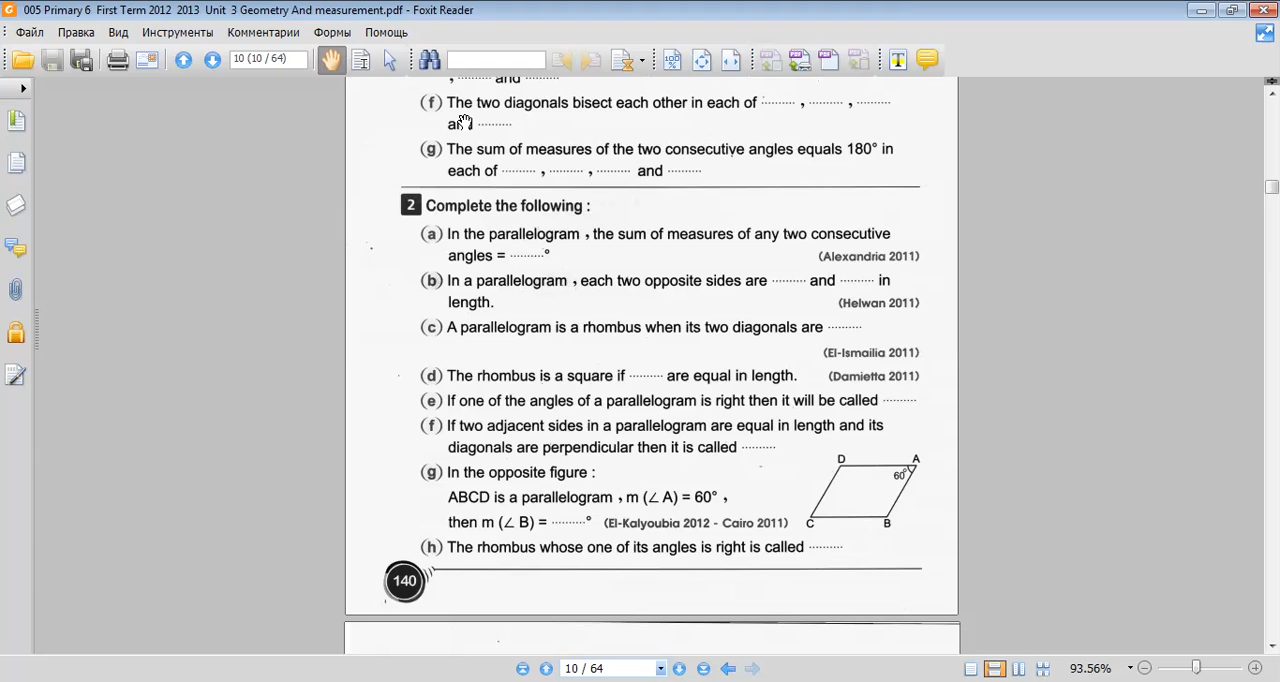 005 Primary 6 First Term 2012 2013 Unit 3 Geometry And measurement.pdf - Foxit Reader
Файл Правка Вид Инструменты Комментарии Формы Помощь
10 (10 / 64)
, ......... and .........
(f) The two diagonals bisect each other in each of ......... , ......... , .........
and .........
(g) The sum of measures of the two consecutive angles equals 180° in
each of ......... , ......... , ......... and .........
2 Complete the following :
(a) In the parallelogram , the sum of measures of any two consecutive
angles = .........° (Alexandria 2011)
(b) In a parallelogram , each two opposite sides are ......... and ......... in
length. (Helwan 2011)
(c) A parallelogram is a rhombus when its two diagonals are .........
(El-Ismailia 2011)
(d) The rhombus is a square if ......... are equal in length. (Damietta 2011)
(e) If one of the angles of a parallelogram is right then it will be called .........
(f) If two adjacent sides in a parallelogram are equal in length and its
diagonals are perpendicular then it is called .........
(g) In the opposite figure :
ABCD is a parallelogram , m (∠ A) = 60° ,
then m (∠ B) = .........° (El-Kalyoubia 2012 - Cairo 2011)
D A
60°
C B
(h) The rhombus whose one of its angles is right is called .........
140
10 / 64
93.56%